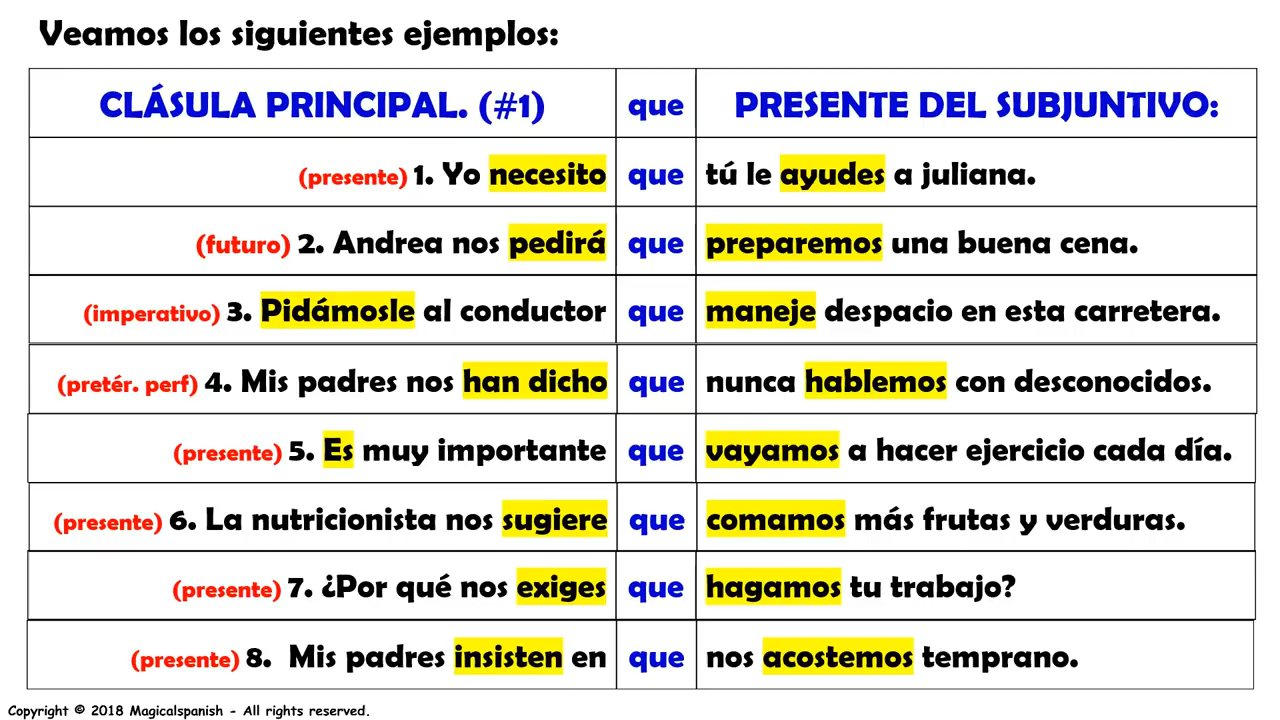 Veamos los siguientes ejemplos:
CLÁSULA PRINCIPAL. (#1) que PRESENTE DEL SUBJUNTIVO:
(presente) 1. Yo necesito que tú le ayudes a juliana.
(futuro) 2. Andrea nos pedirá que preparemos una buena cena.
(imperativo) 3. Pidámosle al conductor que maneje despacio en esta carretera.
(pretér. perf) 4. Mis padres nos han dicho que nunca hablemos con desconocidos.
(presente) 5. Es muy importante que vayamos a hacer ejercicio cada día.
(presente) 6. La nutricionista nos sugiere que comamos más frutas y verduras.
(presente) 7. ¿Por qué nos exiges que hagamos tu trabajo?
(presente) 8. Mis padres insisten en que nos acostemos temprano.
Copyright © 2018 Magicalspanish - All rights reserved.